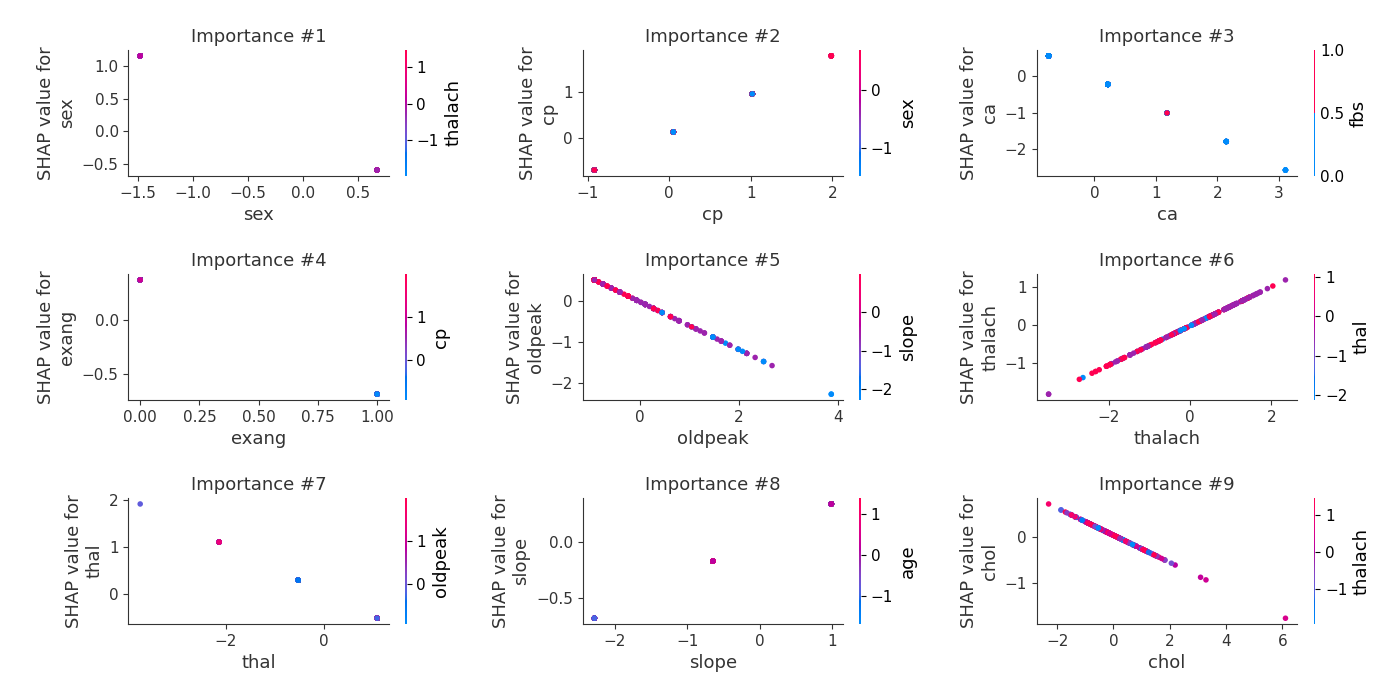 Importance #1
SHAP value for
sex
1.0
0.5
0.0
−0.5
−1.5
−1.0
−0.5
0.0
0.5
sex
1
0
−1
thalach
Importance #2
SHAP value for
cp
1
0
−1
0
1
2
cp
0
−1
sex
Importance #3
SHAP value for
ca
0
−1
−2
0
1
2
3
ca
1.0
0.5
0.0
fbs
Importance #4
SHAP value for
exang
0.0
−0.5
0.00
0.25
0.50
0.75
1.00
exang
1
0
cp
Importance #5
SHAP value for
oldpeak
0
−1
−2
0
2
4
oldpeak
0
−1
−2
slope
Importance #6
SHAP value for
thalach
1
0
−1
−2
0
2
thalach
1
0
−1
−2
thal
Importance #7
SHAP value for
thal
2
1
0
−2
0
thal
1
0
oldpeak
Importance #8
SHAP value for
slope
0.0
−0.5
−2
−1
0
1
slope
1
0
−1
age
Importance #9
SHAP value for
chol
0
−1
−2
0
2
4
6
chol
1
0
−1
thalach